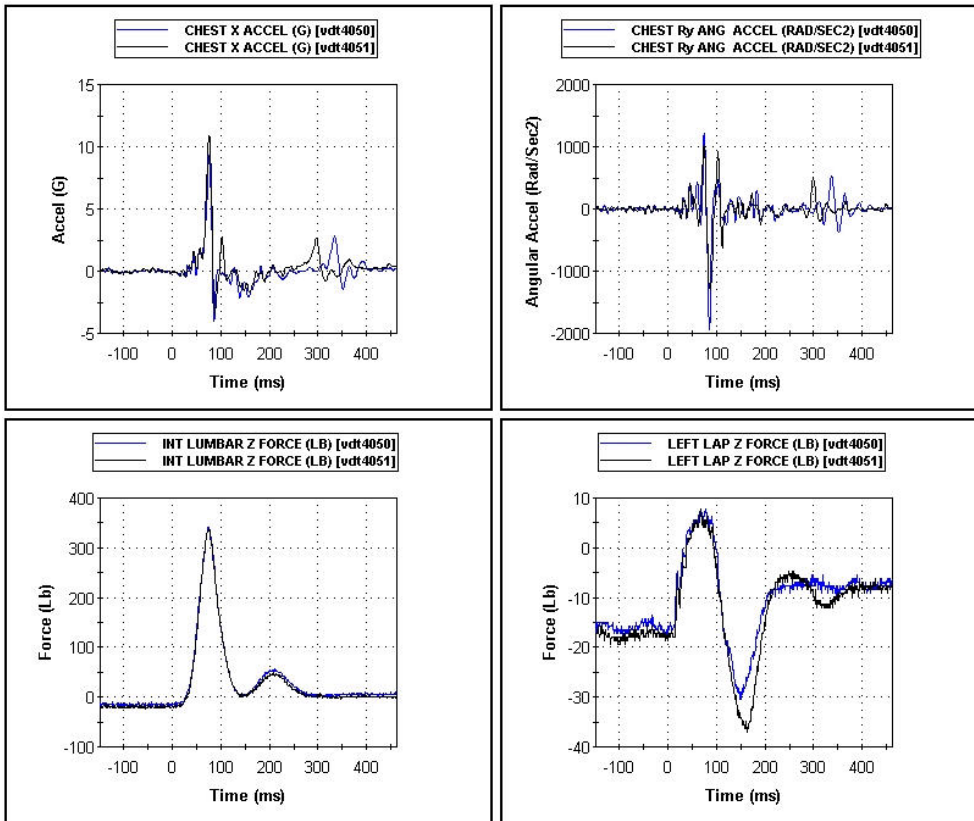 CHEST X ACCEL (G) [vdt4050]
CHEST X ACCEL (G) [vdt4051]
15
10
5
0
-5
Accel (G)
-100 0 100 200 300 400
Time (ms)
CHEST Ry ANG ACCEL (RAD/SEC2) [vdt4050]
CHEST Ry ANG ACCEL (RAD/SEC2) [vdt4051]
2000
1000
0
-1000
-2000
Angular Accel (Rad/Sec2)
-100 0 100 200 300 400
Time (ms)
INT LUMBAR Z FORCE (LB) [vdt4050]
INT LUMBAR Z FORCE (LB) [vdt4051]
400
300
200
100
0
-100
Force (Lb)
-100 0 100 200 300 400
Time (ms)
LEFT LAP Z FORCE (LB) [vdt4050]
LEFT LAP Z FORCE (LB) [vdt4051]
10
0
-10
-20
-30
-40
Force (Lb)
-100 0 100 200 300 400
Time (ms)